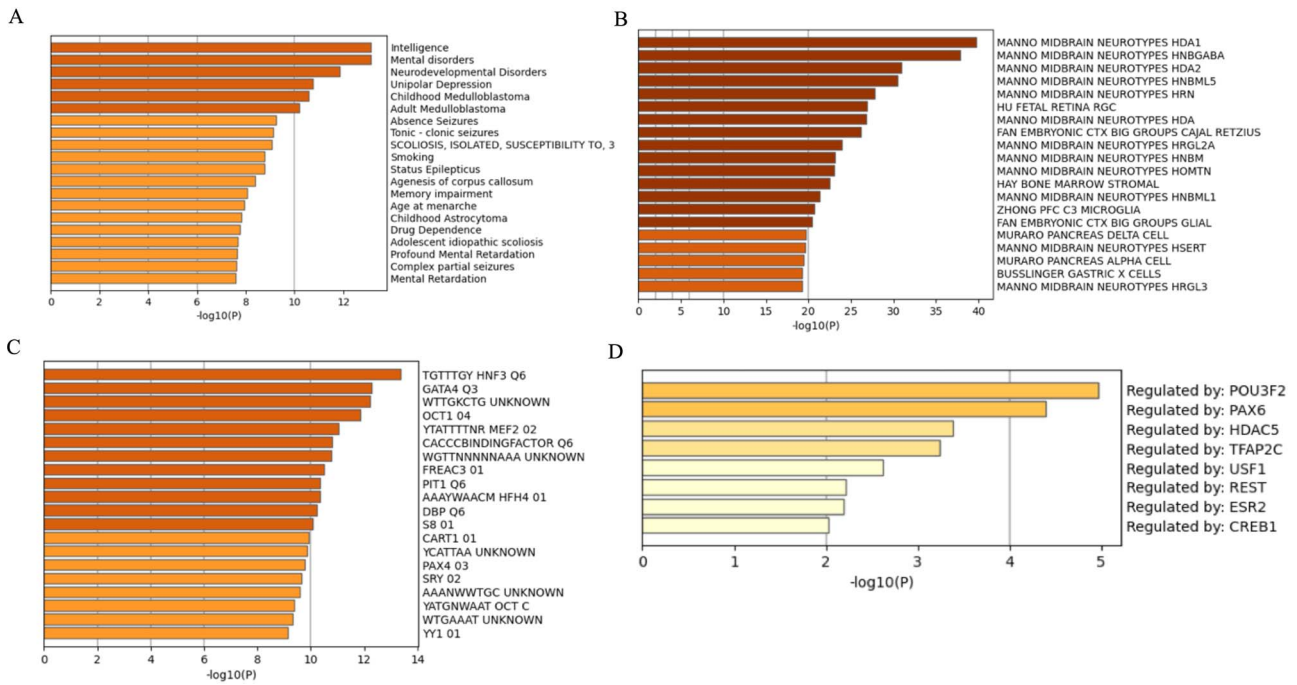 A
Intelligence
Mental disorders
Neurodevelopmental Disorders
Unipolar Depression
Childhood Medulloblastoma
Adult Medulloblastoma
Absence Seizures
Tonic - clonic seizures
SCOLIOSIS, ISOLATED, SUSCEPTIBILITY TO, 3
Smoking
Status Epilepticus
Agenesis of corpus callosum
Memory impairment
Age at menarche
Childhood Astrocytoma
Drug Dependence
Adolescent idiopathic scoliosis
Profound Mental Retardation
Complex partial seizures
Mental Retardation
0 2 4 6 8 10 12
-log10(P)
B
MANNO MIDBRAIN NEUROTYPES HDA1
MANNO MIDBRAIN NEUROTYPES HNBGABA
MANNO MIDBRAIN NEUROTYPES HDA2
MANNO MIDBRAIN NEUROTYPES HNBML5
MANNO MIDBRAIN NEUROTYPES HRN
HU FETAL RETINA RGC
MANNO MIDBRAIN NEUROTYPES HDA
FAN EMBRYONIC CTX BIG GROUPS CAJAL RETZIUS
MANNO MIDBRAIN NEUROTYPES HRGL2A
MANNO MIDBRAIN NEUROTYPES HNBM
MANNO MIDBRAIN NEUROTYPES HOMTN
HAY BONE MARROW STROMAL
MANNO MIDBRAIN NEUROTYPES HNBML1
ZHONG PFC C3 MICROGLIA
FAN EMBRYONIC CTX BIG GROUPS GLIAL
MURARO PANCREAS DELTA CELL
MANNO MIDBRAIN NEUROTYPES HSERT
MURARO PANCREAS ALPHA CELL
BUSSLINGER GASTRIC X CELLS
MANNO MIDBRAIN NEUROTYPES HRGL3
0 5 10 15 20 25 30 35 40
-log10(P)
C
TGTTTGY HNF3 Q6
GATA4 Q3
WTTGKCTG UNKNOWN
OCT1 04
YTATTTTNR MEF2 02
CACCCBINDINGFACTOR Q6
WGTTNNNNNAAA UNKNOWN
FREAC3 01
PIT1 Q6
AAAYWAACM HFH4 01
DBP Q6
S8 01
CART1 01
YCATTAA UNKNOWN
PAX4 03
SRY 02
AAANWWTGC UNKNOWN
YATGNWAAT OCT C
WTGAAAT UNKNOWN
YY1 01
0 2 4 6 8 10 12 14
-log10(P)
D
Regulated by: POU3F2
Regulated by: PAX6
Regulated by: HDAC5
Regulated by: TFAP2C
Regulated by: USF1
Regulated by: REST
Regulated by: ESR2
Regulated by: CREB1
0 1 2 3 4 5
-log10(P)